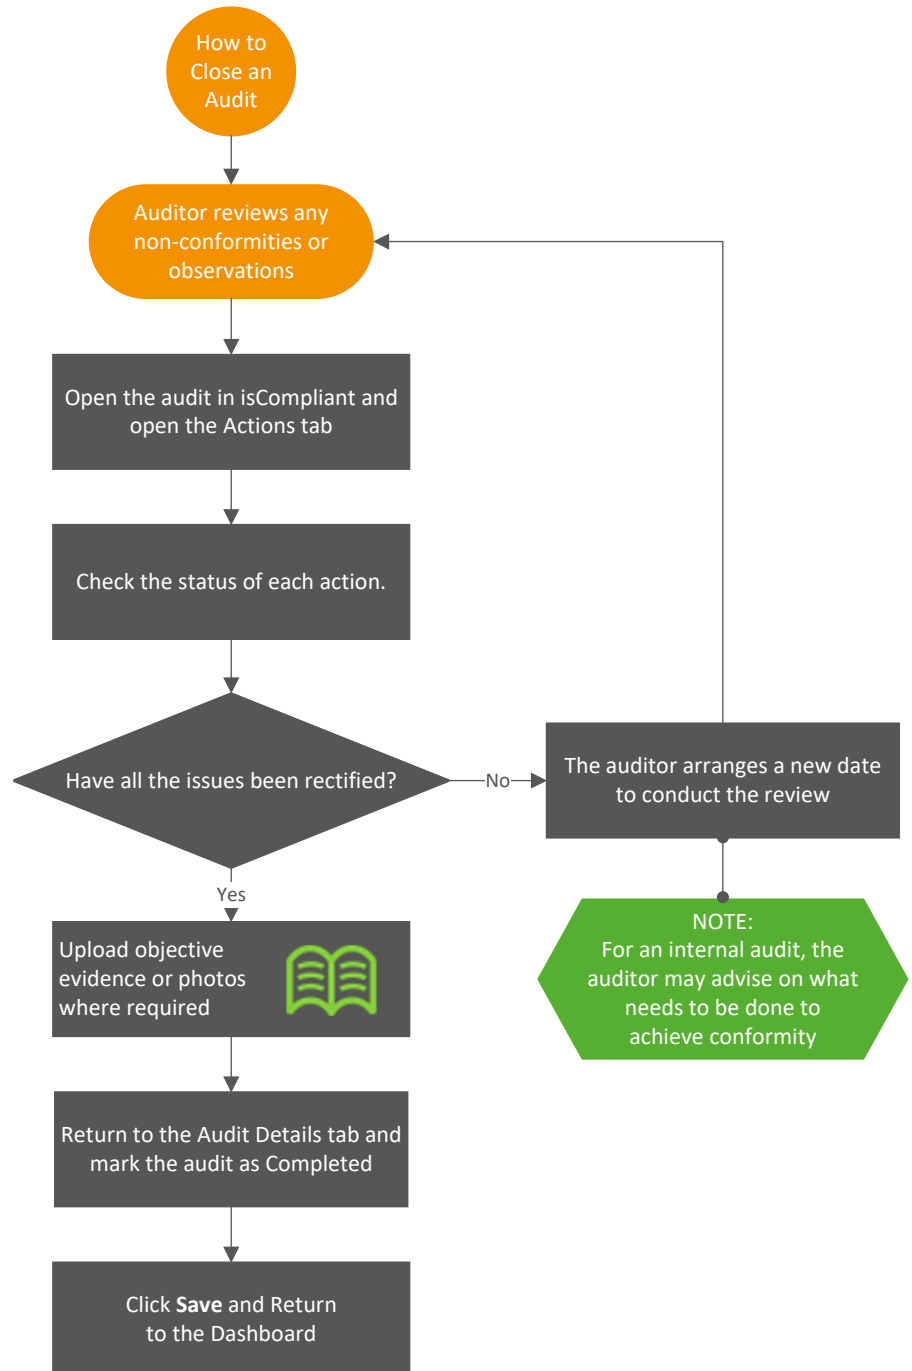 How to
Close an
Audit
Auditor reviews any
non-conformities or
observations
Open the audit in isCompliant and
open the Actions tab
Check the status of each action.
Have all the issues been rectified?
No
The auditor arranges a new date
to conduct the review
NOTE:
For an internal audit, the
auditor may advise on what
needs to be done to
achieve conformity
Yes
Upload objective
evidence or photos
where required
Return to the Audit Details tab and
mark the audit as Completed
Click Save and Return
to the Dashboard